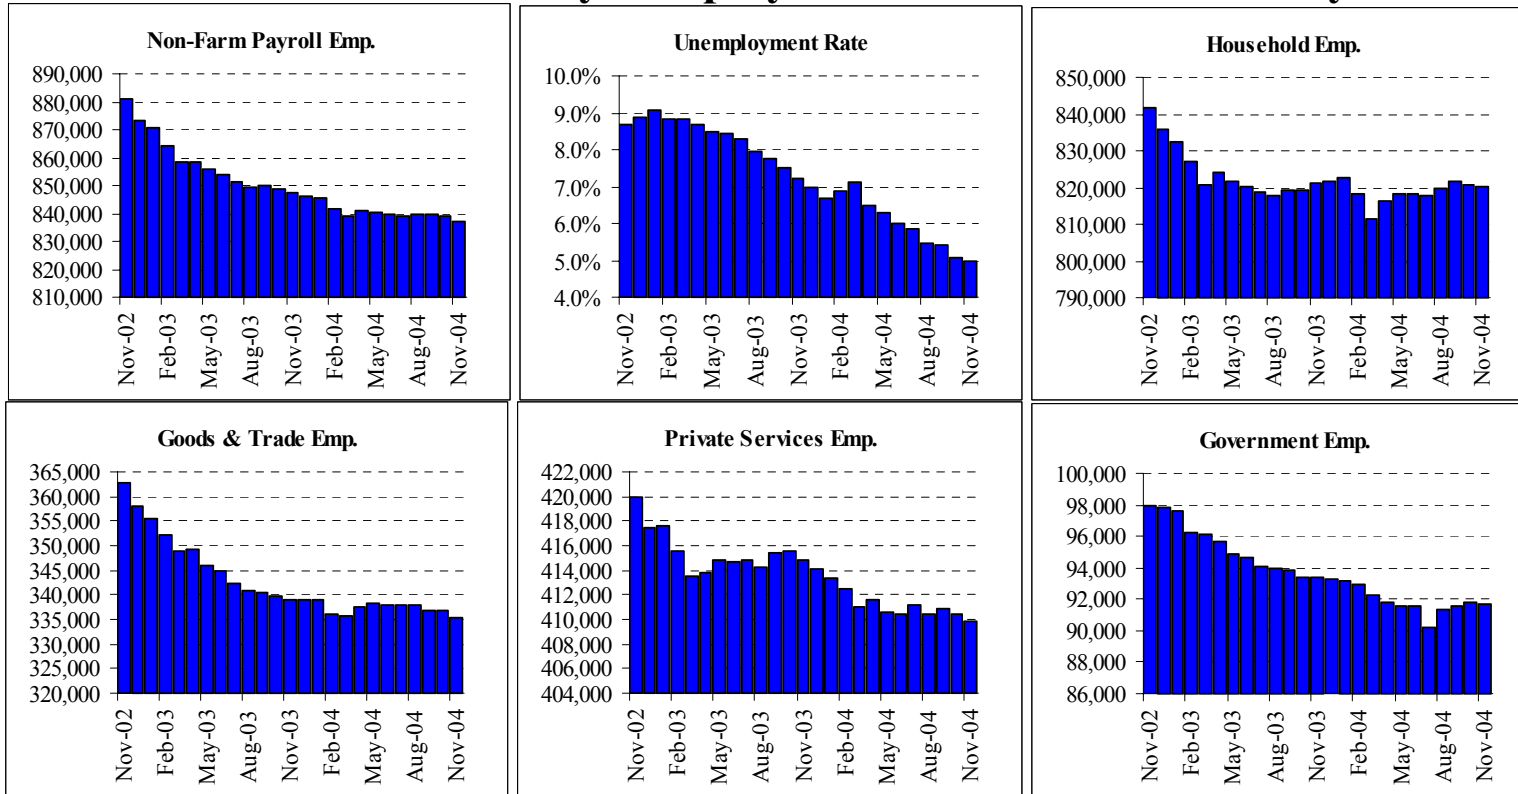 Non-Farm Payroll Emp.
890,000
880,000
870,000
860,000
850,000
840,000
830,000
820,000
810,000
Nov-02
Feb-03
May-03
Aug-03
Nov-03
Feb-04
May-04
Aug-04
Nov-04
Unemployment Rate
10.0%
9.0%
8.0%
7.0%
6.0%
5.0%
4.0%
Nov-02
Feb-03
May-03
Aug-03
Nov-03
Feb-04
May-04
Aug-04
Nov-04
Household Emp.
850,000
840,000
830,000
820,000
810,000
800,000
790,000
Nov-02
Feb-03
May-03
Aug-03
Nov-03
Feb-04
May-04
Aug-04
Nov-04
Goods & Trade Emp.
365,000
360,000
355,000
350,000
345,000
340,000
335,000
330,000
325,000
320,000
Nov-02
Feb-03
May-03
Aug-03
Nov-03
Feb-04
May-04
Aug-04
Nov-04
Private Services Emp.
422,000
420,000
418,000
416,000
414,000
412,000
410,000
408,000
406,000
404,000
Nov-02
Feb-03
May-03
Aug-03
Nov-03
Feb-04
May-04
Aug-04
Nov-04
Government Emp.
100,000
98,000
96,000
94,000
92,000
90,000
88,000
86,000
Nov-02
Feb-03
May-03
Aug-03
Nov-03
Feb-04
May-04
Aug-04
Nov-04